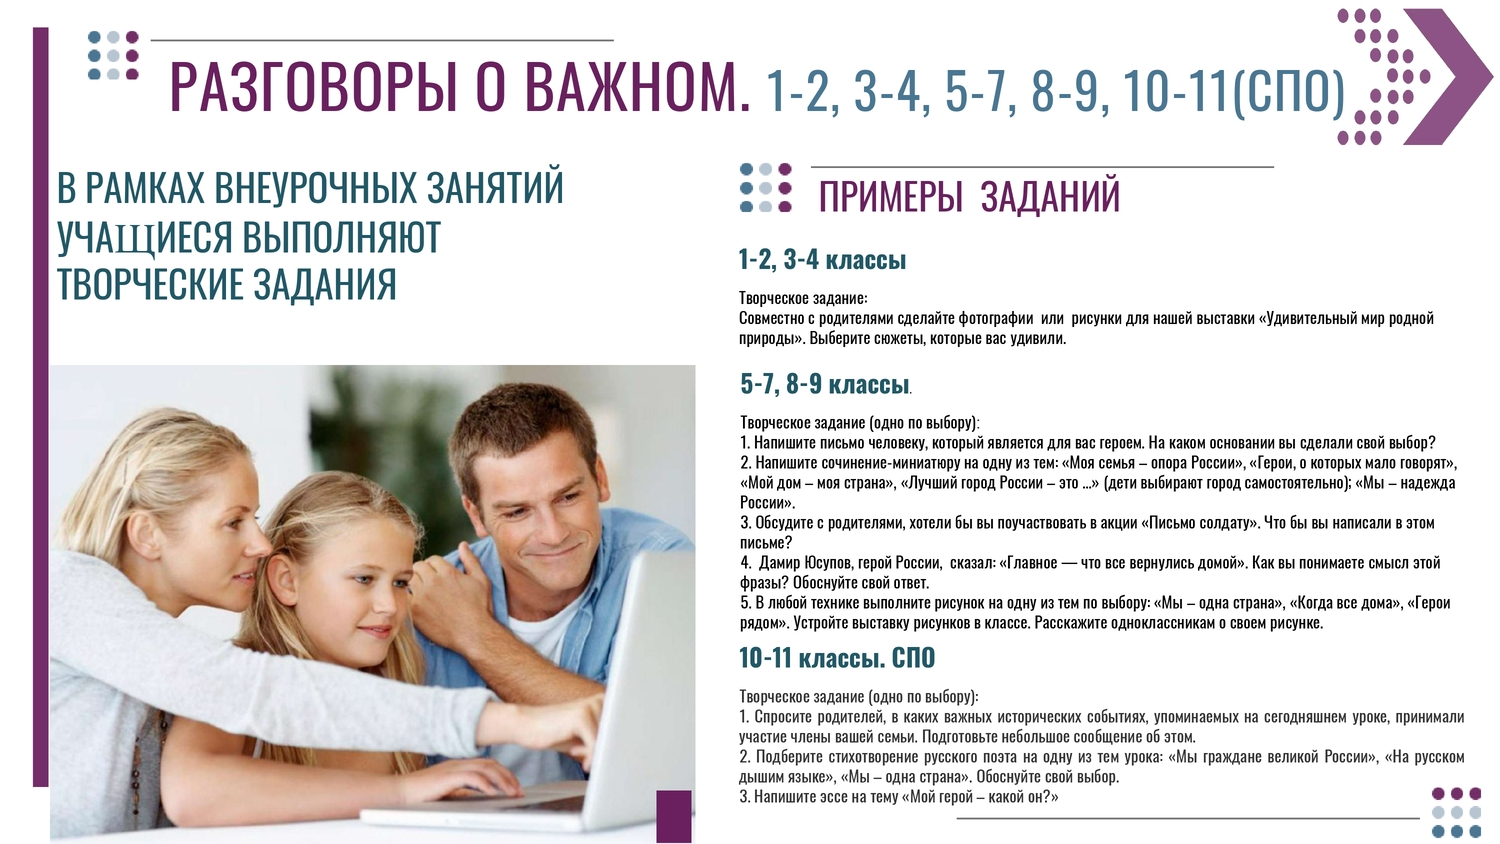 РАЗГОВОРЫ О ВАЖНОМ. 1-2, 3-4, 5-7, 8-9, 10-11(СПО)
В РАМКАХ ВНЕУРОЧНЫХ ЗАНЯТИЙ
УЧАЩИЕСЯ ВЫПОЛНЯЮТ
ТВОРЧЕСКИЕ ЗАДАНИЯ
ПРИМЕРЫ ЗАДАНИЙ
1-2, 3-4 классы
Творческое задание:
Совместно с родителями сделайте фотографии или рисунки для нашей выставки «Удивительный мир родной
природы». Выберите сюжеты, которые вас удивили.
5-7, 8-9 классы.
Творческое задание (одно по выбору):
1. Напишите письмо человеку, который является для вас героем. На каком основании вы сделали свой выбор?
2. Напишите сочинение-миниатюру на одну из тем: «Моя семья – опора России», «Герои, о которых мало говорят»,
«Мой дом – моя страна», «Лучший город России – это ...» (дети выбирают город самостоятельно); «Мы – надежда
России».
3. Обсудите с родителями, хотели бы вы поучаствовать в акции «Письмо солдату». Что бы вы написали в этом
письме?
4. Дамир Юсупов, герой России, сказал: «Главное — что все вернулись домой». Как вы понимаете смысл этой
фразы? Обоснуйте свой ответ.
5. В любой технике выполните рисунок на одну из тем по выбору: «Мы – одна страна», «Когда все дома», «Герои
рядом». Устройте выставку рисунков в классе. Расскажите одноклассникам о своем рисунке.
10-11 классы. СПО
Творческое задание (одно по выбору):
1. Спросите родителей, в каких важных исторических событиях, упоминаемых на сегодняшнем уроке, принимали
участие члены вашей семьи. Подготовьте небольшое сообщение об этом.
2. Подберите стихотворение русского поэта на одну из тем урока: «Мы граждане великой России», «На русском
дышим языке», «Мы – одна страна». Обоснуйте свой выбор.
3. Напишите эссе на тему «Мой герой – какой он?»